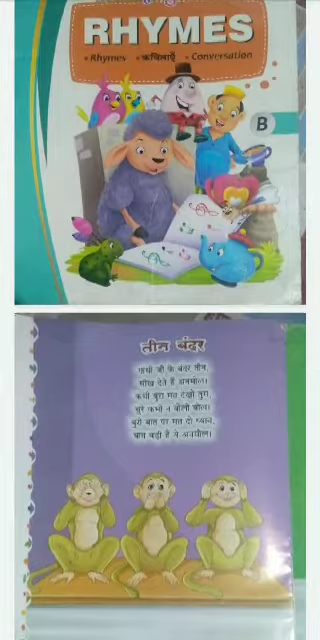 RHYMES
• Rhymes • कविताएँ • Conversation
B
तीन बंदर
गांधी जी के बंदर तीन,
सीख देते हैं अनमोल।
कभी बुरा मत देखो तुम,
बुरे कभी न बोलो बोल।
बुरी बात पर मत दो ध्यान,
बात बड़ी है ये अनमोल।